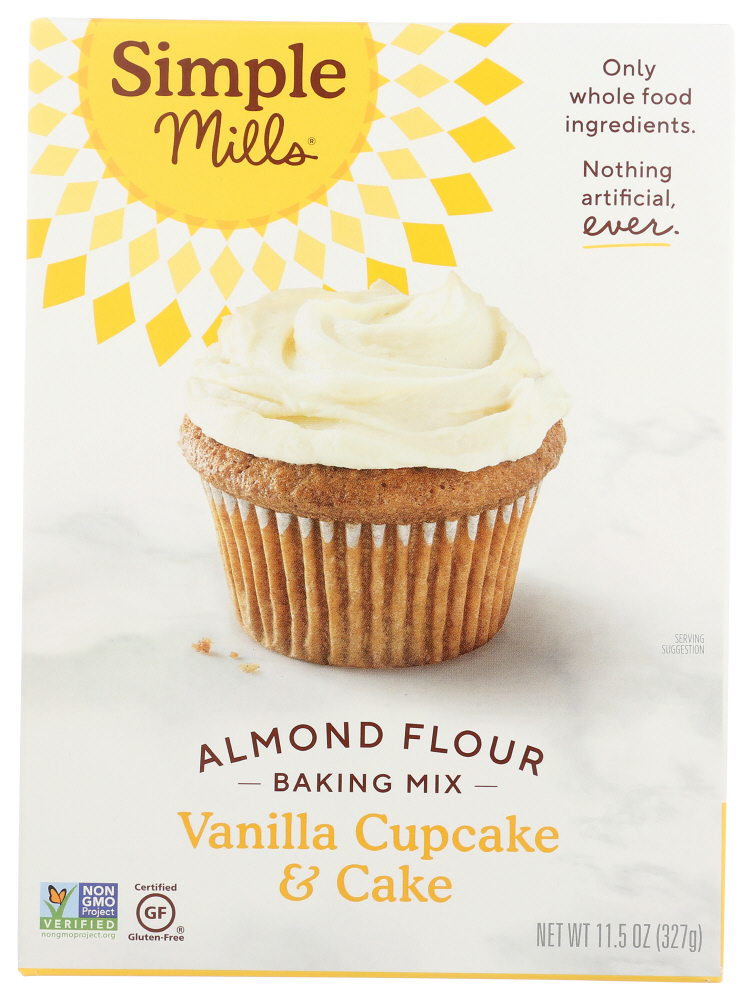 Simple
Mills®
Only
whole food
ingredients.
Nothing
artificial,
ever.
SERVING
SUGGESTION
ALMOND FLOUR
— BAKING MIX —
Vanilla Cupcake
& Cake
NON
GMO
Project
VERIFIED
nongmoproject.org
Certified
GF
®
Gluten-Free
NET WT 11.5 OZ (327g)